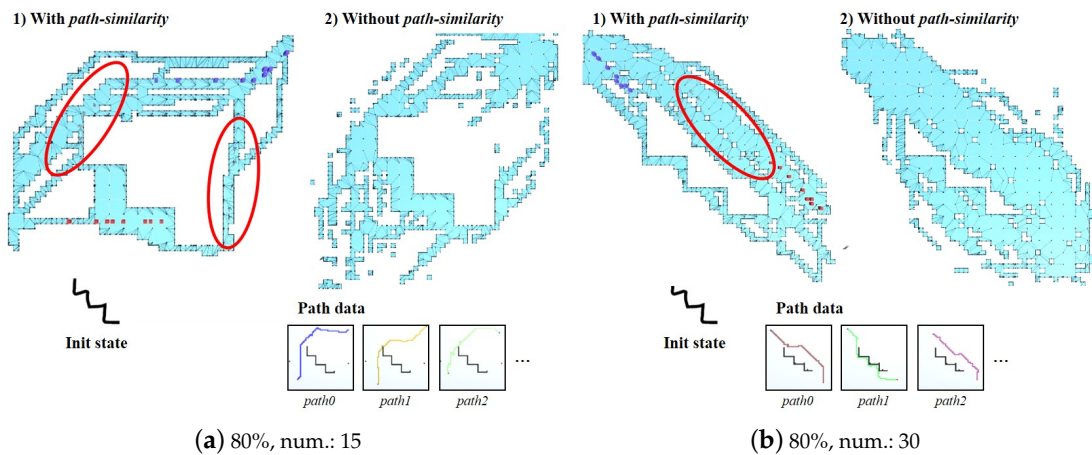 1) With path-similarity
2) Without path-similarity
1) With path-similarity
2) Without path-similarity
Init state
Path data
path0
path1
path2
...
Init state
Path data
path0
path1
path2
...
(a) 80%, num.: 15
(b) 80%, num.: 30